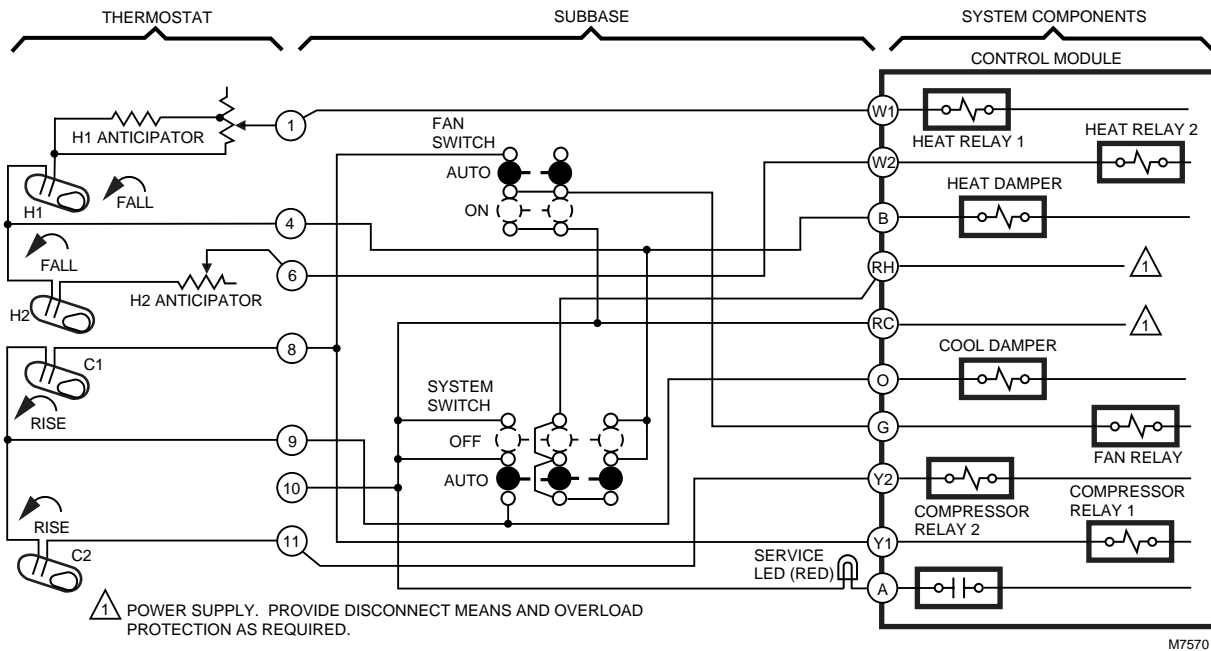 THERMOSTAT
SUBBASE
SYSTEM COMPONENTS
CONTROL MODULE
H1 ANTICIPATOR
1
FAN
SWITCH
W1
HEAT RELAY 1
HEAT RELAY 2
AUTO
W2
HEAT DAMPER
H1
FALL
ON
4
B
FALL
6
RH
1
H2 ANTICIPATOR
H2
RC
1
8
C1
COOL DAMPER
SYSTEM
SWITCH
O
RISE
9
OFF
G
FAN RELAY
10
AUTO
Y2
COMPRESSOR
RELAY 2
COMPRESSOR
RELAY 1
RISE
11
C2
SERVICE
LED (RED)
Y1
A
1 POWER SUPPLY. PROVIDE DISCONNECT MEANS AND OVERLOAD
PROTECTION AS REQUIRED.
M7570